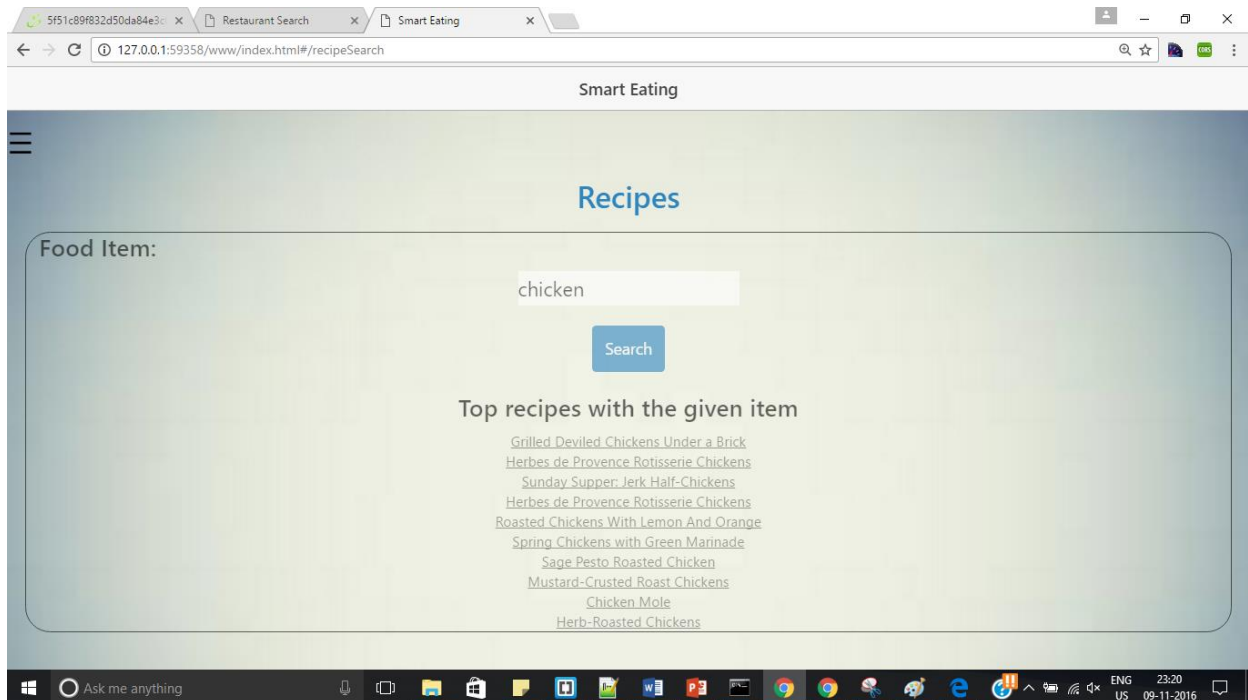 5f51c89f832d50da84e3c
Restaurant Search
Smart Eating
127.0.0.1:59358/www/index.html#/recipeSearch
CORS
Smart Eating
Recipes
Food Item:
chicken
Search
Top recipes with the given item
Grilled Deviled Chickens Under a Brick
Herbes de Provence Rotisserie Chickens
Sunday Supper: Jerk Half-Chickens
Herbes de Provence Rotisserie Chickens
Roasted Chickens With Lemon And Orange
Spring Chickens with Green Marinade
Sage Pesto Roasted Chicken
Mustard-Crusted Roast Chickens
Chicken Mole
Herb-Roasted Chickens
Ask me anything
ENG 23:20
US 09-11-2016